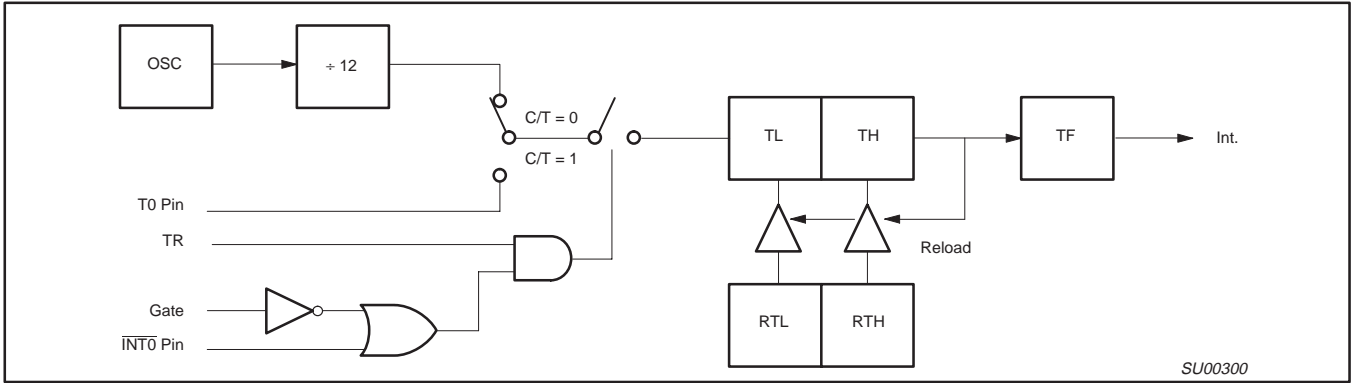 OSC
÷ 12
C/T = 0
C/T = 1
TL
TH
TF
Int.
T0 Pin
TR
Reload
Gate
INT0 Pin
RTL
RTH
SU00300